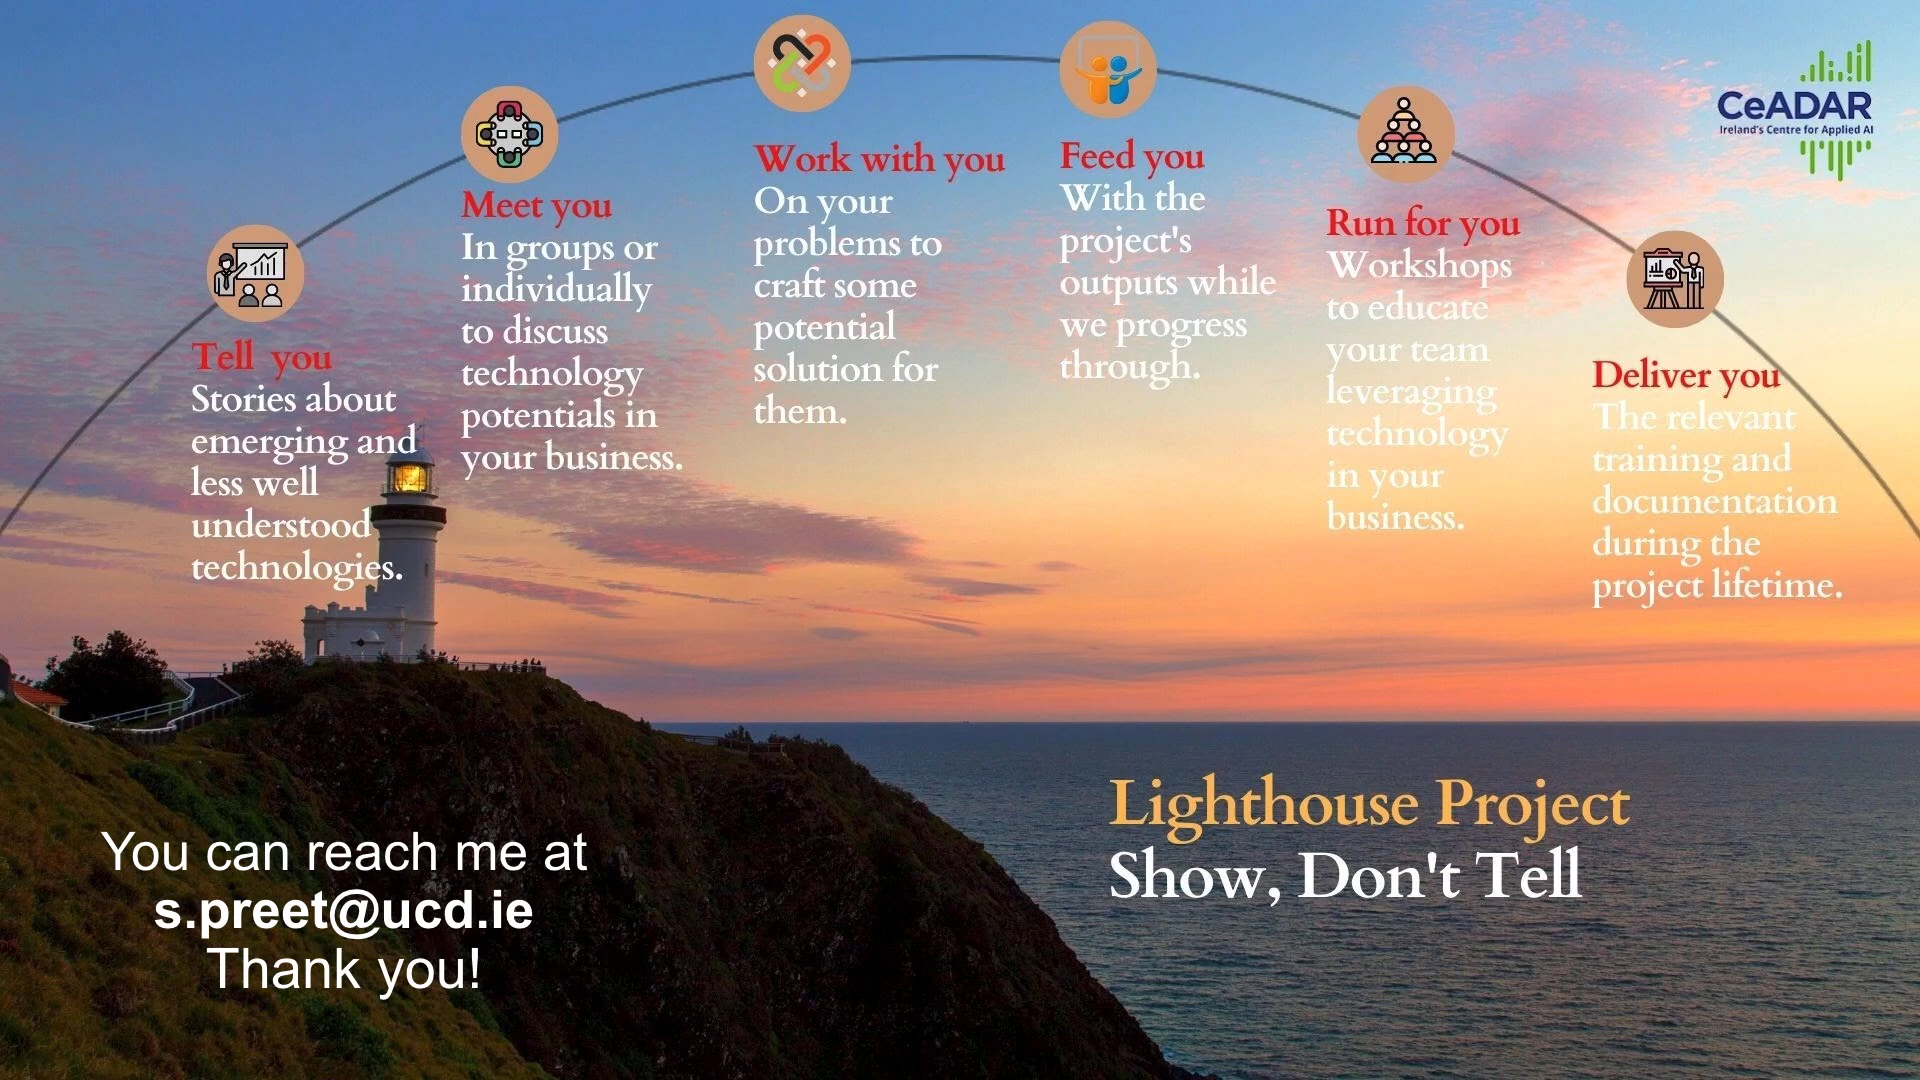 CeADAR
Ireland's Centre for Applied AI
Tell  you
Stories about
emerging and
less well
understood
technologies.
Meet you
In groups or
individually
to discuss
technology
potentials in
your business.
Work with you
On your
problems to
craft some
potential
solution for
them.
Feed you
With the
project's
outputs while
we progress
through.
Run for you
Workshops
to educate
your team
leveraging
technology
in your
business.
Deliver you
The relevant
training and
documentation
during the
project lifetime.
Lighthouse Project
Show, Don't Tell
You can reach me at
s.preet@ucd.ie
Thank you!